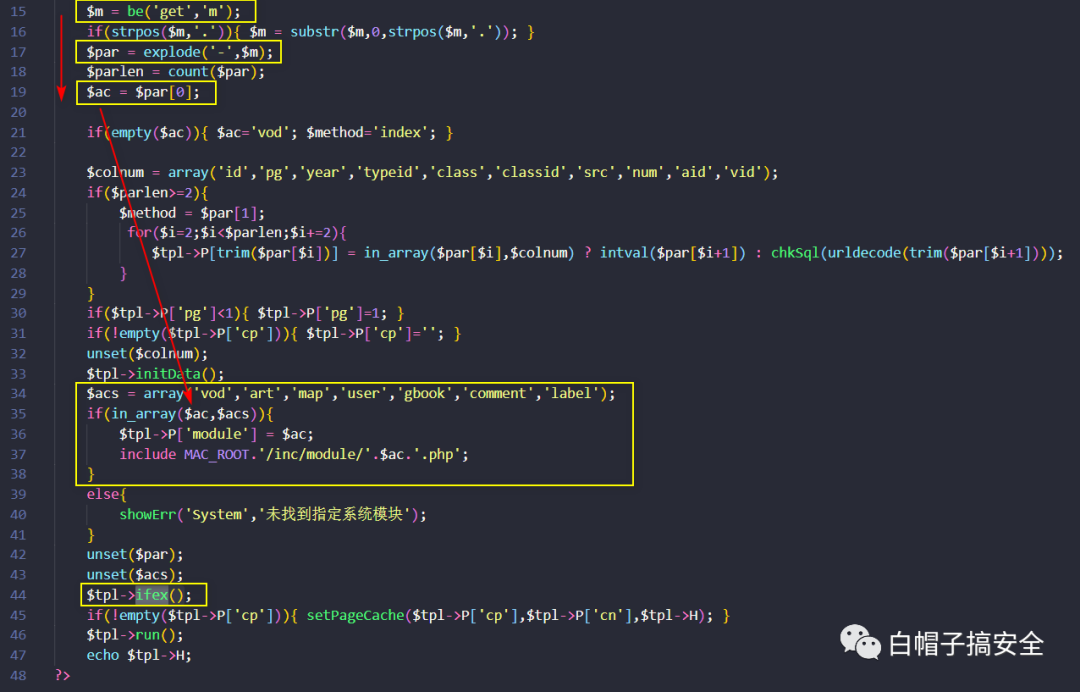 15 $m = be('get','m');
16 if(strpos($m,'.')){ $m = substr($m,0,strpos($m,'.')); }
17 $par = explode('-',$m);
18 $parlen = count($par);
19 $ac = $par[0];
20
21 if(empty($ac)){ $ac='vod'; $method='index'; }
22
23 $colnum = array('id','pg','year','typeid','class','classid','src','num','aid','vid');
24 if($parlen>=2){
25 $method = $par[1];
26 for($i=2;$i<$parlen;$i+=2){
27 $tpl->P[trim($par[$i])] = in_array($par[$i],$colnum) ? intval($par[$i+1]) : chkSql(urldecode(trim($par[$i+1])));
28 }
29 }
30 if($tpl->P['pg']<1){ $tpl->P['pg']=1; }
31 if(!empty($tpl->P['cp'])){ $tpl->P['cp']=''; }
32 unset($colnum);
33 $tpl->initData();
34 $acs = array('vod','art','map','user','gbook','comment','label');
35 if(in_array($ac,$acs)){
36 $tpl->P['module'] = $ac;
37 include MAC_ROOT.'/inc/module/'.$ac.'.php';
38 }
39 else{
40 showErr('System','未找到指定系统模块');
41 }
42 unset($par);
43 unset($acs);
44 $tpl->ifex();
45 if(!empty($tpl->P['cp'])){ setPageCache($tpl->P['cp'],$tpl->P['cn'],$tpl->H); }
46 $tpl->run();
47 echo $tpl->H;
48 ?>
白帽子搞安全